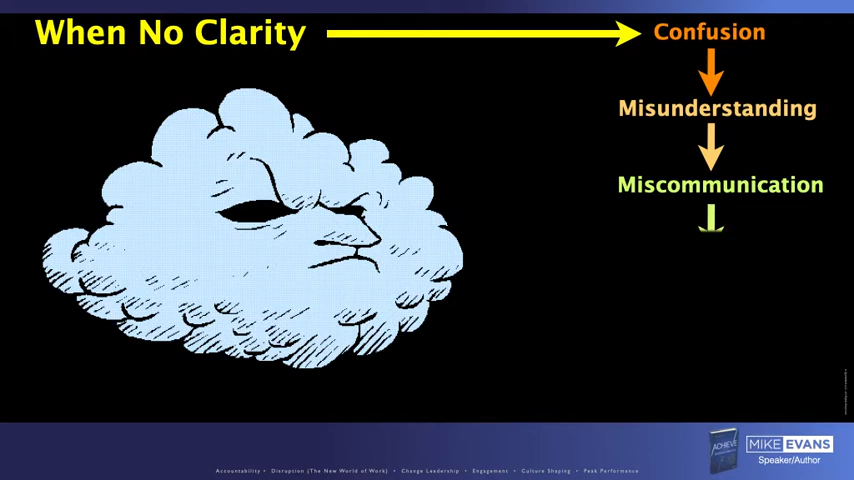 When No Clarity
Confusion
Misunderstanding
Miscommunication
ACHIEVE
MIKE EVANS
Speaker/Author
Accountability • Disruption (The New World of Work) • Change Leadership • Engagement • Culture Shaping • Peak Performance